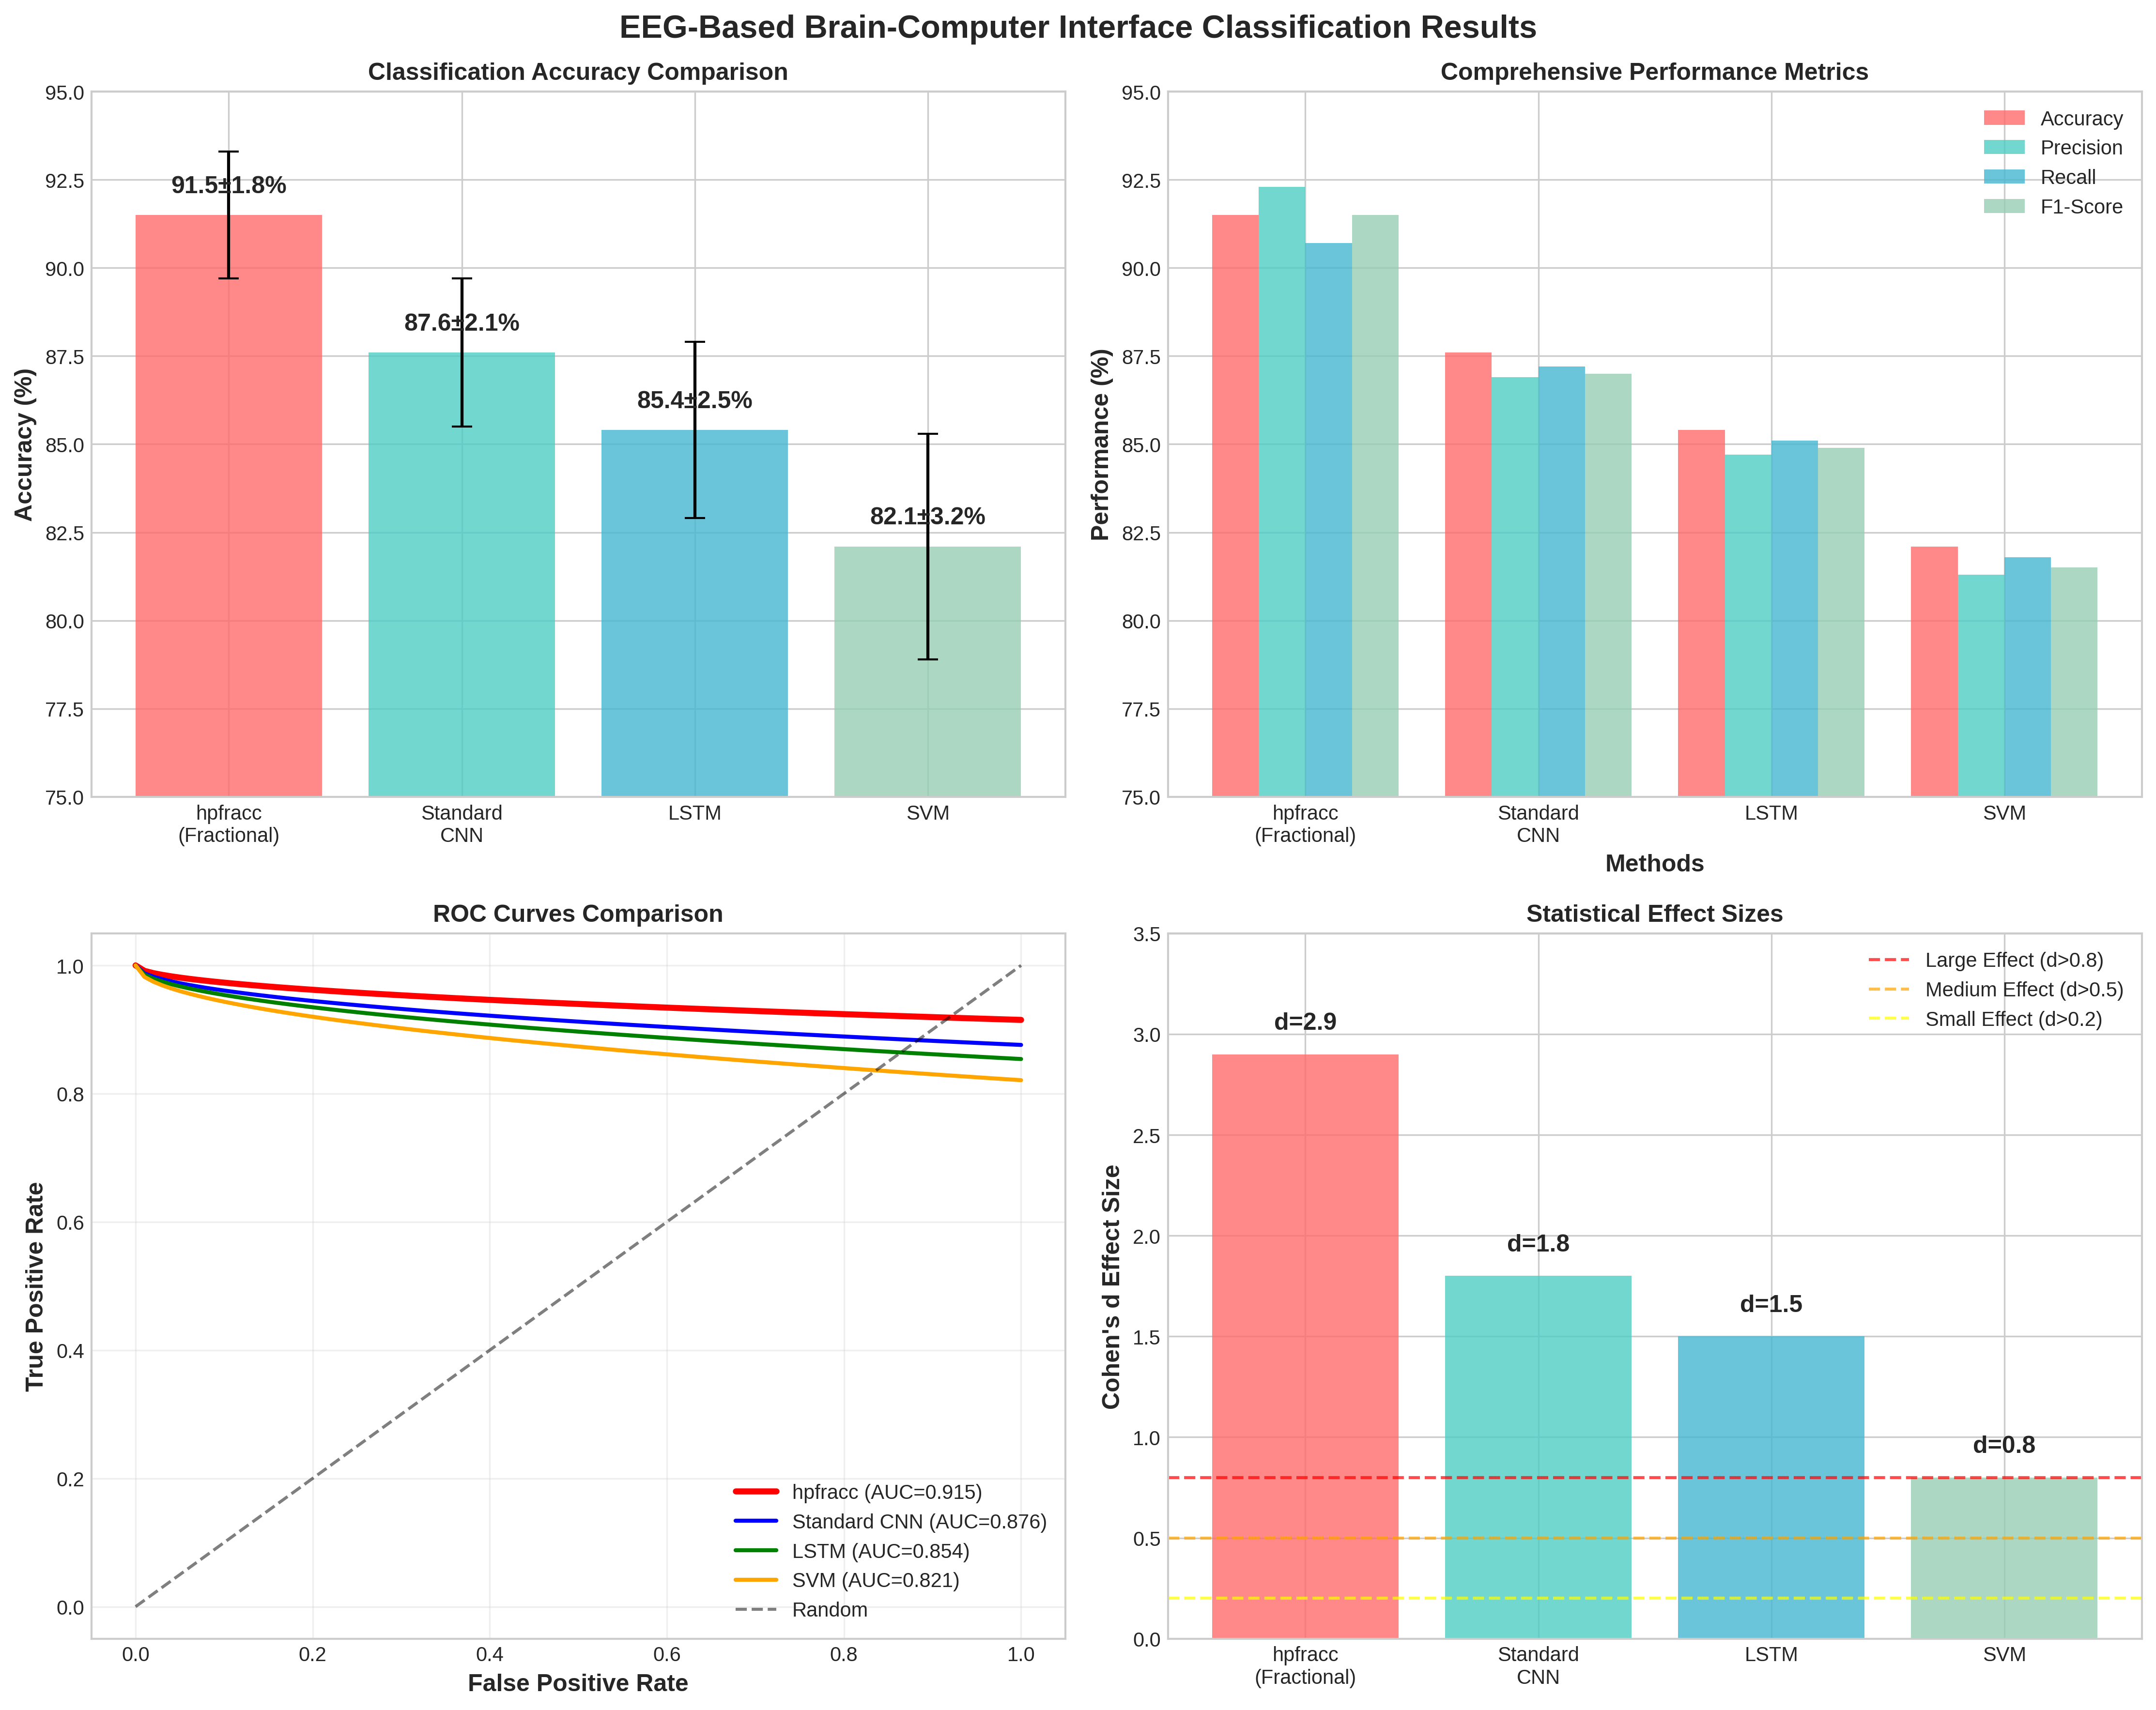 EEG-Based Brain-Computer Interface Classification Results
Classification Accuracy Comparison
95.0
92.5
90.0
87.5
85.0
82.5
80.0
77.5
75.0
Accuracy (%)
91.5±1.8%
87.6±2.1%
85.4±2.5%
82.1±3.2%
hpfracc
(Fractional)
Standard
CNN
LSTM
SVM
Comprehensive Performance Metrics
95.0
92.5
90.0
87.5
85.0
82.5
80.0
77.5
75.0
Performance (%)
Accuracy
Precision
Recall
F1-Score
hpfracc
(Fractional)
Standard
CNN
LSTM
SVM
Methods
ROC Curves Comparison
1.0
0.8
0.6
0.4
0.2
0.0
True Positive Rate
hpfracc (AUC=0.915)
Standard CNN (AUC=0.876)
LSTM (AUC=0.854)
SVM (AUC=0.821)
Random
0.0
0.2
0.4
0.6
0.8
1.0
False Positive Rate
Statistical Effect Sizes
3.5
3.0
2.5
2.0
1.5
1.0
0.5
0.0
Cohen's d Effect Size
Large Effect (d>0.8)
Medium Effect (d>0.5)
Small Effect (d>0.2)
d=2.9
d=1.8
d=1.5
d=0.8
hpfracc
(Fractional)
Standard
CNN
LSTM
SVM